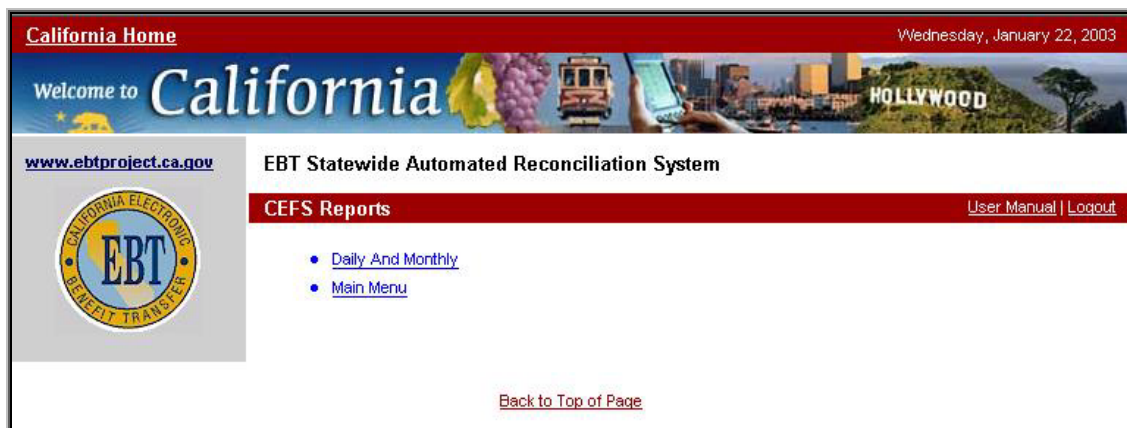 California Home
Wednesday, January 22, 2003
Welcome to California
HOLLYWOOD
www.ebtproject.ca.gov
CALIFORNIA ELECTRONIC
EBT
BENEFIT TRANSFER
EBT Statewide Automated Reconciliation System
CEFS Reports
User Manual | Logout
Daily And Monthly
Main Menu
Back to Top of Page